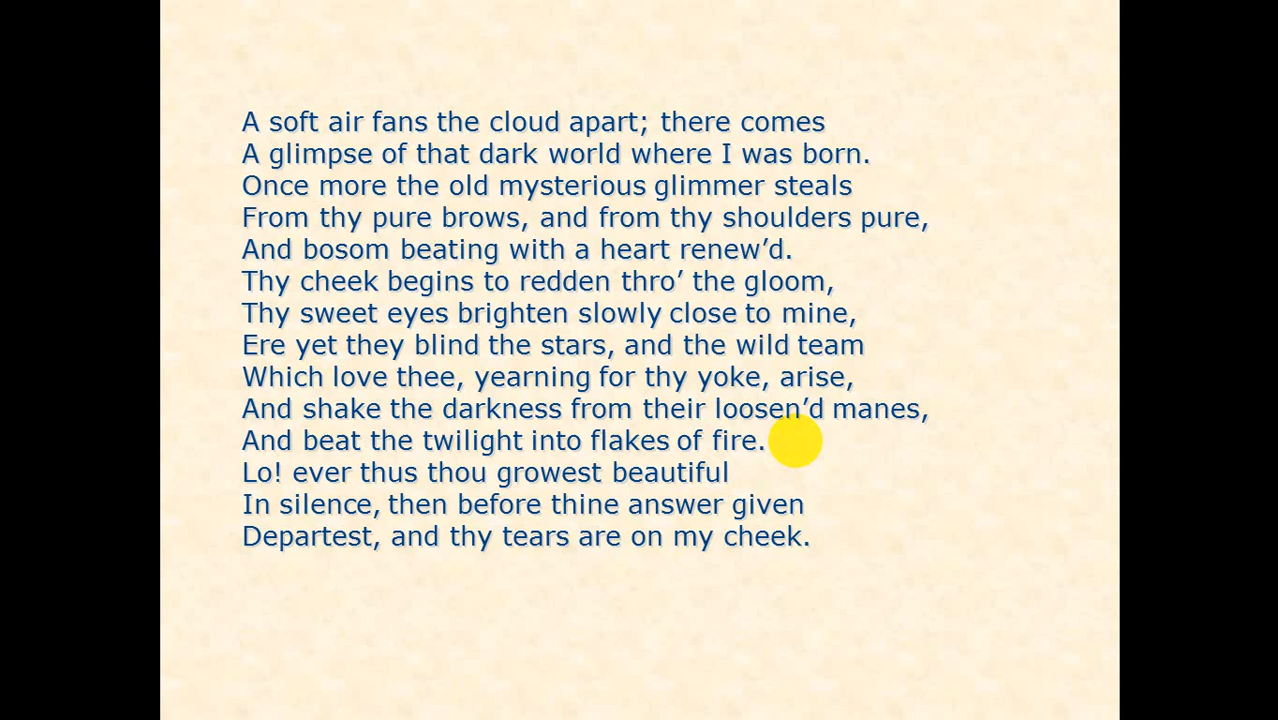 A soft air fans the cloud apart; there comes
A glimpse of that dark world where I was born.
Once more the old mysterious glimmer steals
From thy pure brows, and from thy shoulders pure,
And bosom beating with a heart renew’d.
Thy cheek begins to redden thro’ the gloom,
Thy sweet eyes brighten slowly close to mine,
Ere yet they blind the stars, and the wild team
Which love thee, yearning for thy yoke, arise,
And shake the darkness from their loosen’d manes,
And beat the twilight into flakes of fire.
Lo! ever thus thou growest beautiful
In silence, then before thine answer given
Departest, and thy tears are on my cheek.